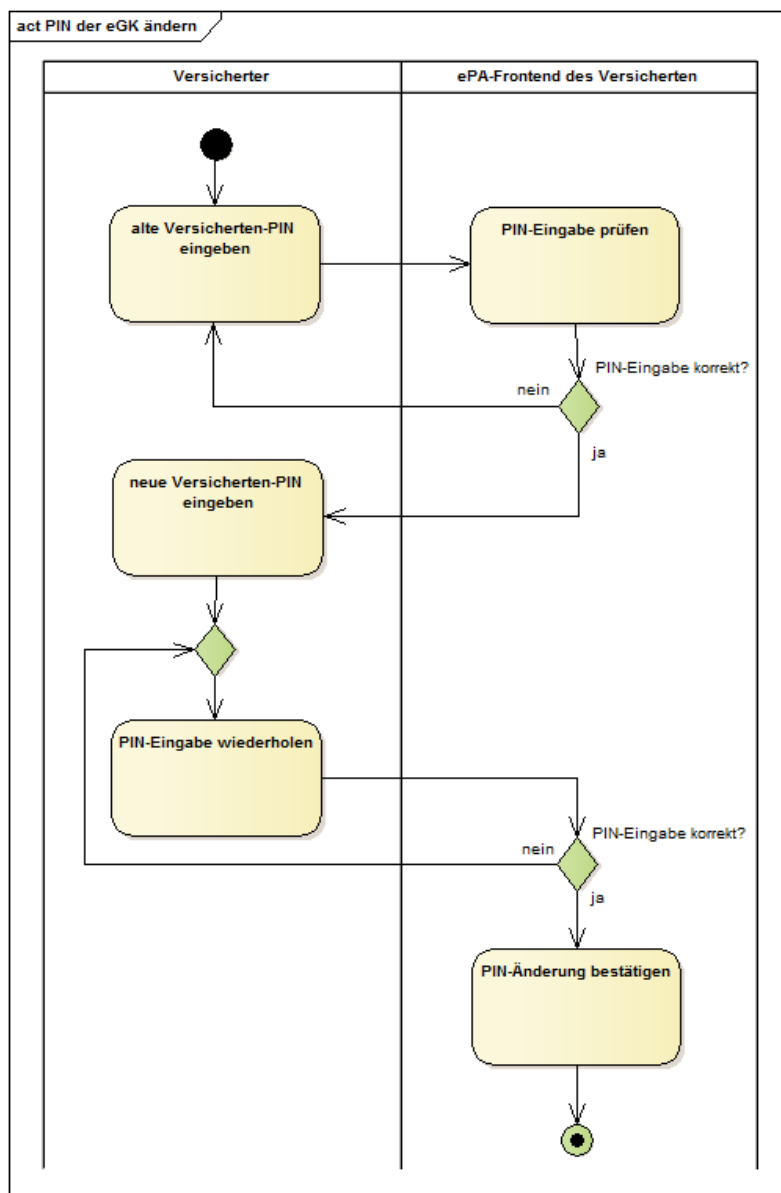 act PIN der eGK ändern
Versicherter
ePA-Frontend des Versicherten
alte Versicherten-PIN
eingeben
PIN-Eingabe prüfen
PIN-Eingabe korrekt?
nein
ja
neue Versicherten-PIN
eingeben
PIN-Eingabe wiederholen
PIN-Eingabe korrekt?
nein
ja
PIN-Änderung bestätigen